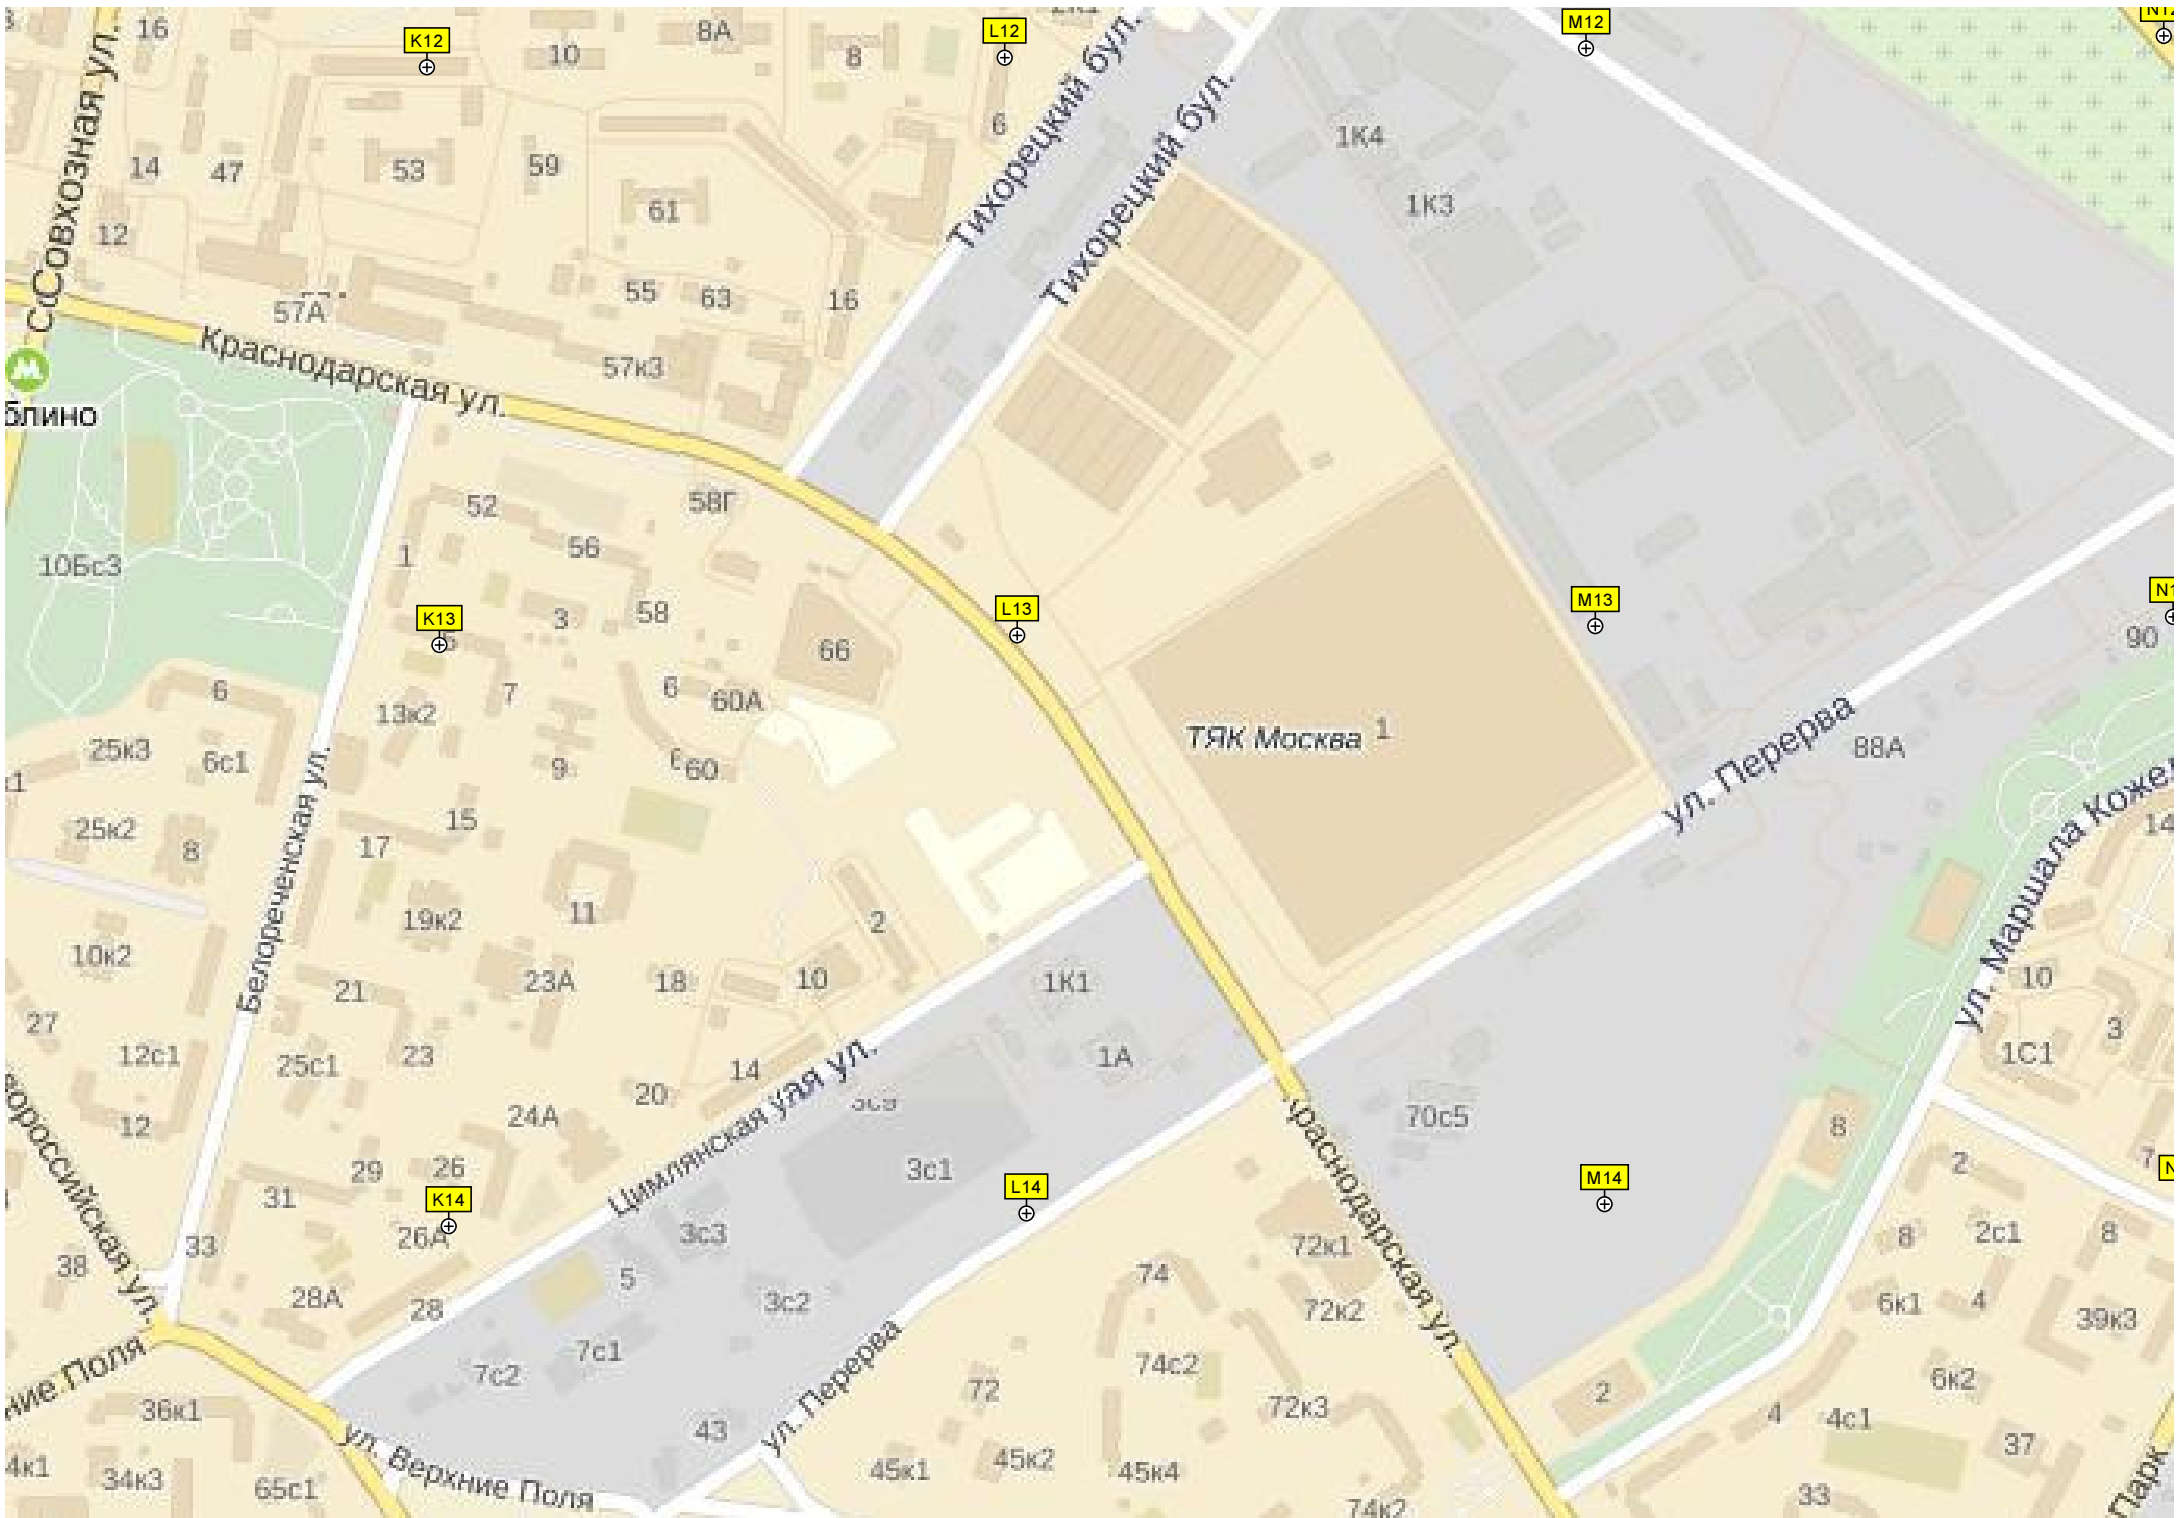 16
K12
10
8А
L12
8
M12
Совхозная ул.
Тихорецкий бул.
Тихорецкий бул.
6
1К4
14
47
53
59
61
1К3
12
57А
55
63
16
Краснодарская ул.
57к3
блино
52
58Г
56
1
10Бс3
K13
3
58
L13
M13
66
90
6
7
6
60А
13к2
ТЯК Москва
1
ул. Перерва
88А
25к3
6с1
9
60
15
25к2
8
17
14
Белореченская ул.
19к2
11
2
10к2
21
23А
18
10
1К1
ул. Маршала
10
27
12с1
25с1
23
14
1А
3
1С1
20
12
24А
Цимлянская ул.
70с5
8
29
26
3с1
2
7
31
K14
L14
M14
33
26А
3с3
72к1
8
2с1
8
38
5
74
28А
28
3с2
72к2
6к1
4
39к3
Краснодарская ул.
7с2
7с1
74с2
ул. Перерва
72
6к2
36к1
72к3
2
4
4с1
43
37
ул. Верхние Поля
34к3
65с1
45к1
45к2
45к4
33
74к2